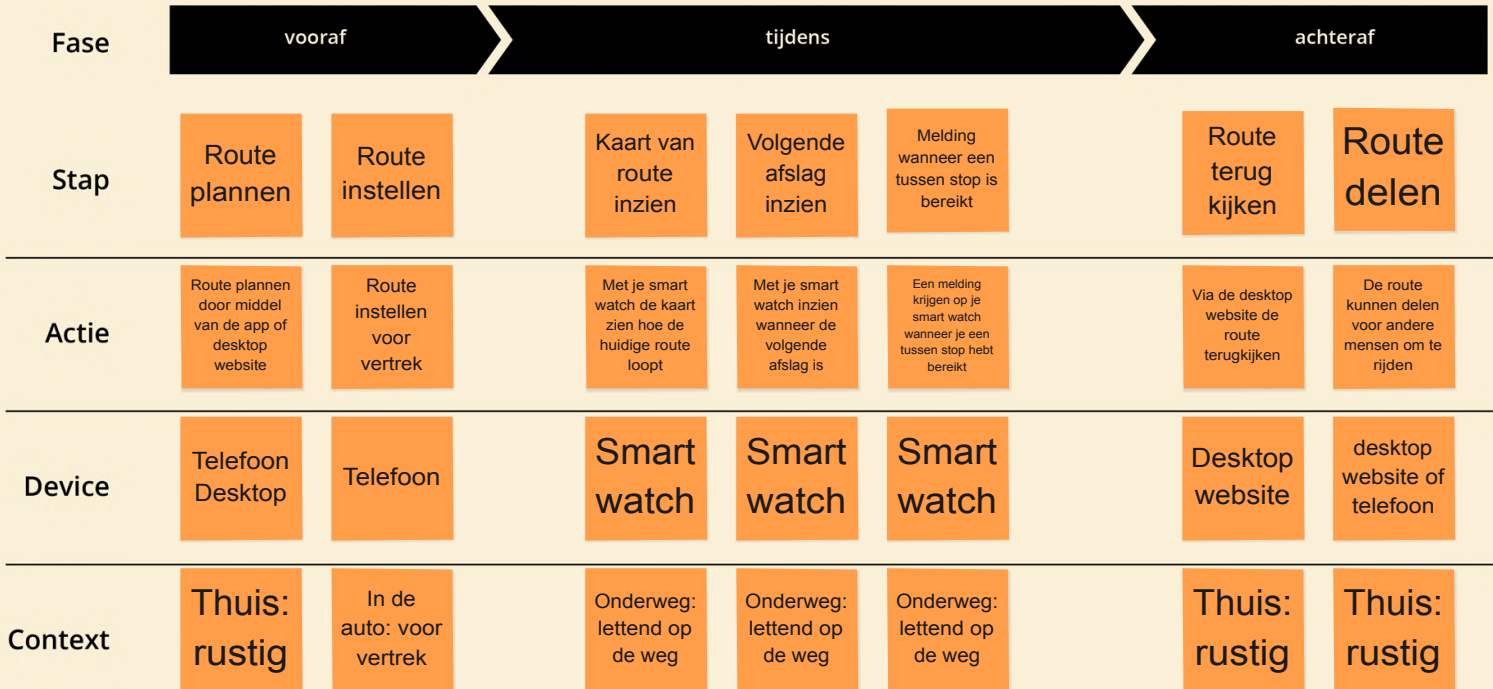 Fase
vooraf
tijdens
achteraf
Stap
Route
plannen
Route
instellen
Kaart van
route
inzien
Volgende
afslag
inzien
Melding
wanneer een
tussen stop is
bereikt
Route
terug
kijken
Route
delen
Actie
Route plannen
door middel
van de app of
desktop
website
Route
instellen
voor
vertrek
Met je smart
watch de kaart
zien hoe de
huidige route
loopt
Met je smart
watch inzien
wanneer de
volgende
afslag is
Een melding
krijgen op je
smart watch
wanneer je een
tussen stop hebt
bereikt
Via de desktop
website de
route
terugkijken
De route
kunnen delen
voor andere
mensen om te
rijden
Device
Telefoon
Desktop
Telefoon
Smart
watch
Smart
watch
Smart
watch
Desktop
website
desktop
website of
telefoon
Context
Thuis:
rustig
In de
auto: voor
vertrek
Onderweg:
lettend op
de weg
Onderweg:
lettend op
de weg
Onderweg:
lettend op
de weg
Thuis:
rustig
Thuis:
rustig